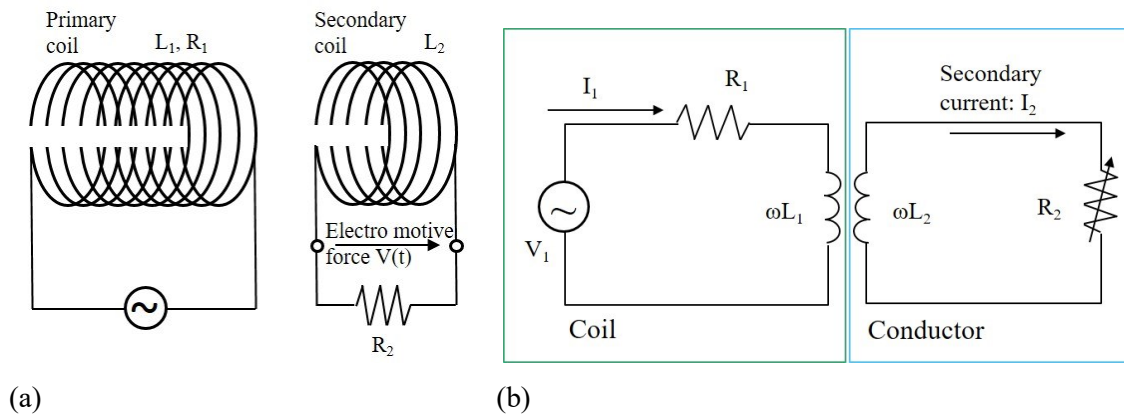 Primary
coil
L₁, R₁
Secondary
coil
L₂
Electro motive
force V(t)
R₂
(a)
I₁
R₁
V₁
ωL₁
Coil
Secondary
current: I₂
ωL₂
R₂
Conductor
(b)